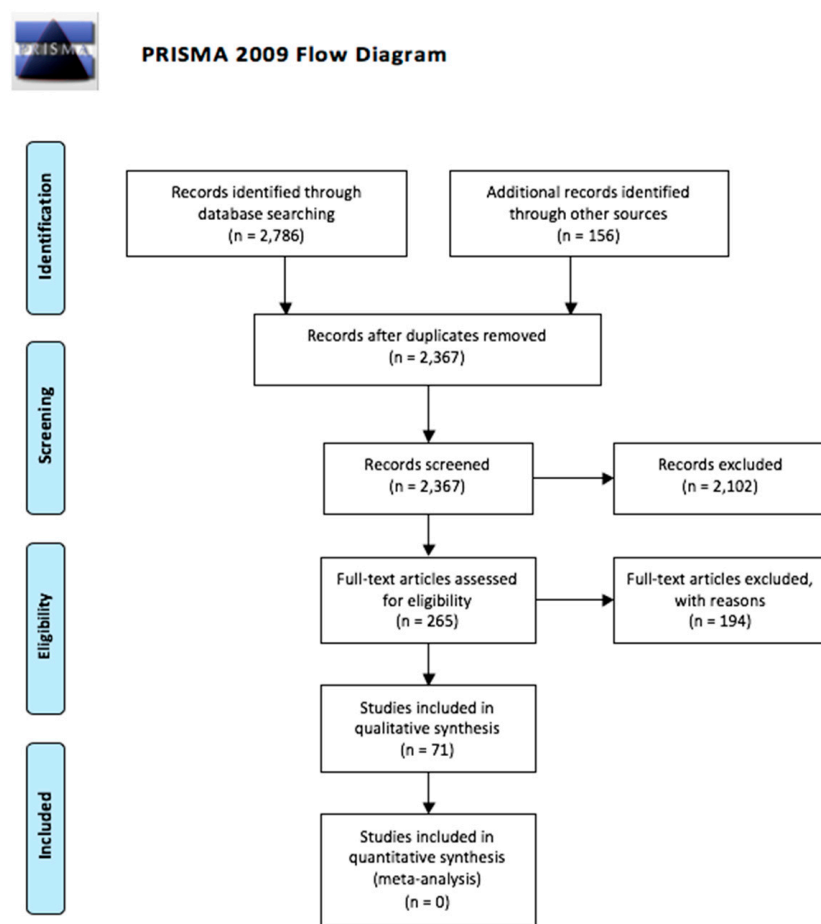 PRISMA
PRISMA 2009 Flow Diagram
Identification
Records identified through
database searching
(n = 2,786)
Additional records identified
through other sources
(n = 156)
Records after duplicates removed
(n = 2,367)
Screening
Records screened
(n = 2,367)
Records excluded
(n = 2,102)
Eligibility
Full-text articles assessed
for eligibility
(n = 265)
Full-text articles excluded,
with reasons
(n = 194)
Studies included in
qualitative synthesis
(n = 71)
Included
Studies included in
quantitative synthesis
(meta-analysis)
(n = 0)